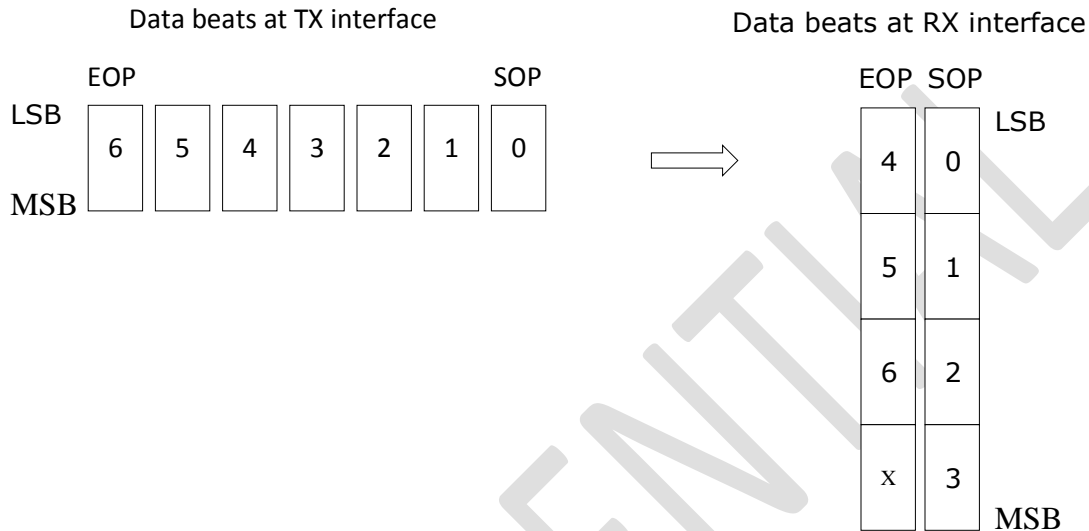 Data beats at TX interface
Data beats at RX interface
EOP SOP
EOP SOP
LSB
6 5 4 3 2 1 0
MSB
LSB
4 0
5 1
6 2
x 3
MSB